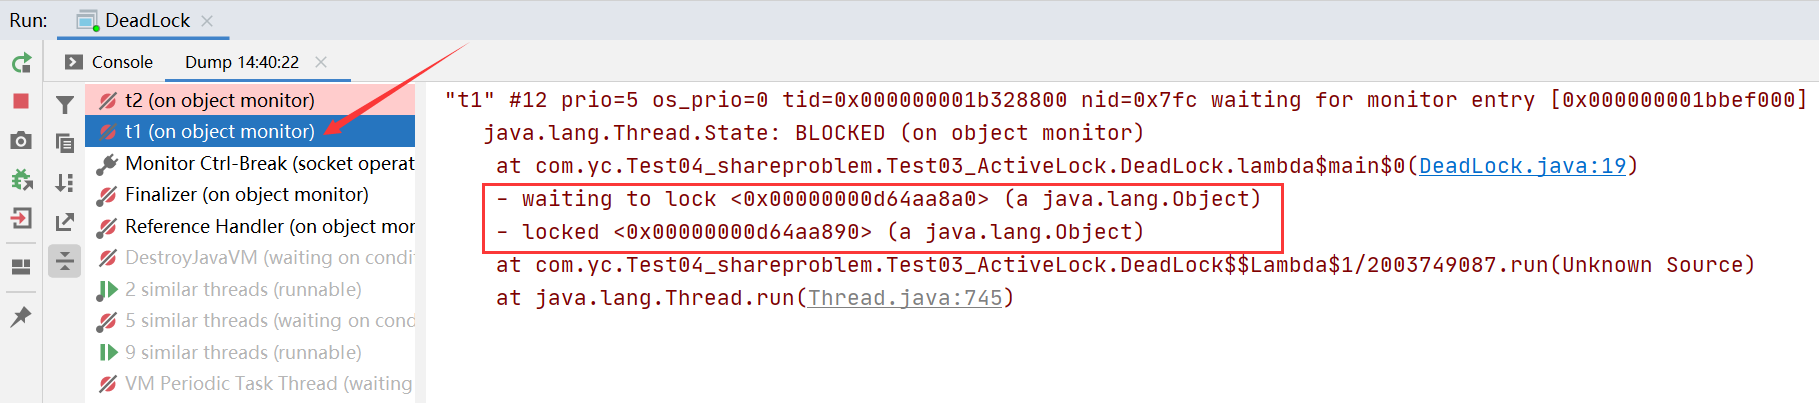 Run: DeadLock
Console Dump 14:40:22
t2 (on object monitor)
t1 (on object monitor)
Monitor Ctrl-Break (socket operat
Finalizer (on object monitor)
Reference Handler (on object mor
DestroyJavaVM (waiting on condi
2 similar threads (runnable)
5 similar threads (waiting on cond
9 similar threads (runnable)
VM Periodic Task Thread (waiting
"t1" #12 prio=5 os_prio=0 tid=0x000000001b328800 nid=0x7fc waiting for monitor entry [0x000000001bbef000]
java.lang.Thread.State: BLOCKED (on object monitor)
at com.yc.Test04_shareproblem.Test03_ActiveLock.DeadLock.lambda$main$0(DeadLock.java:19)
- waiting to lock <0x00000000d64aa8a0> (a java.lang.Object)
- locked <0x00000000d64aa890> (a java.lang.Object)
at com.yc.Test04_shareproblem.Test03_ActiveLock.DeadLock$$Lambda$1/2003749087.run(Unknown Source)
at java.lang.Thread.run(Thread.java:745)